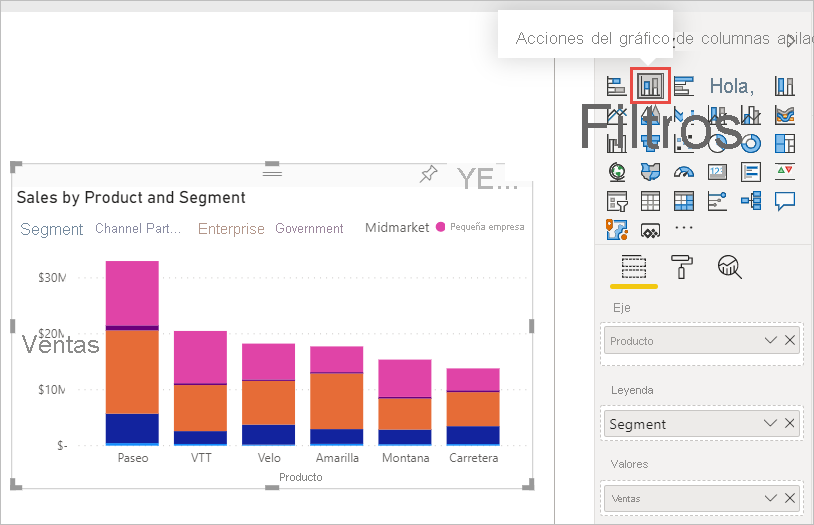 Acciones del gráfico de columnas apila
Hola,
Filtros
YE...
Sales by Product and Segment
Segment Channel Part... Enterprise Government Midmarket Pequeña empresa
$30M
$20M
Ventas
$10M
$-
Paseo VTT Velo Amarilla Montana Carretera
Producto
123
Eje
Producto
Leyenda
Segment
Valores
Ventas